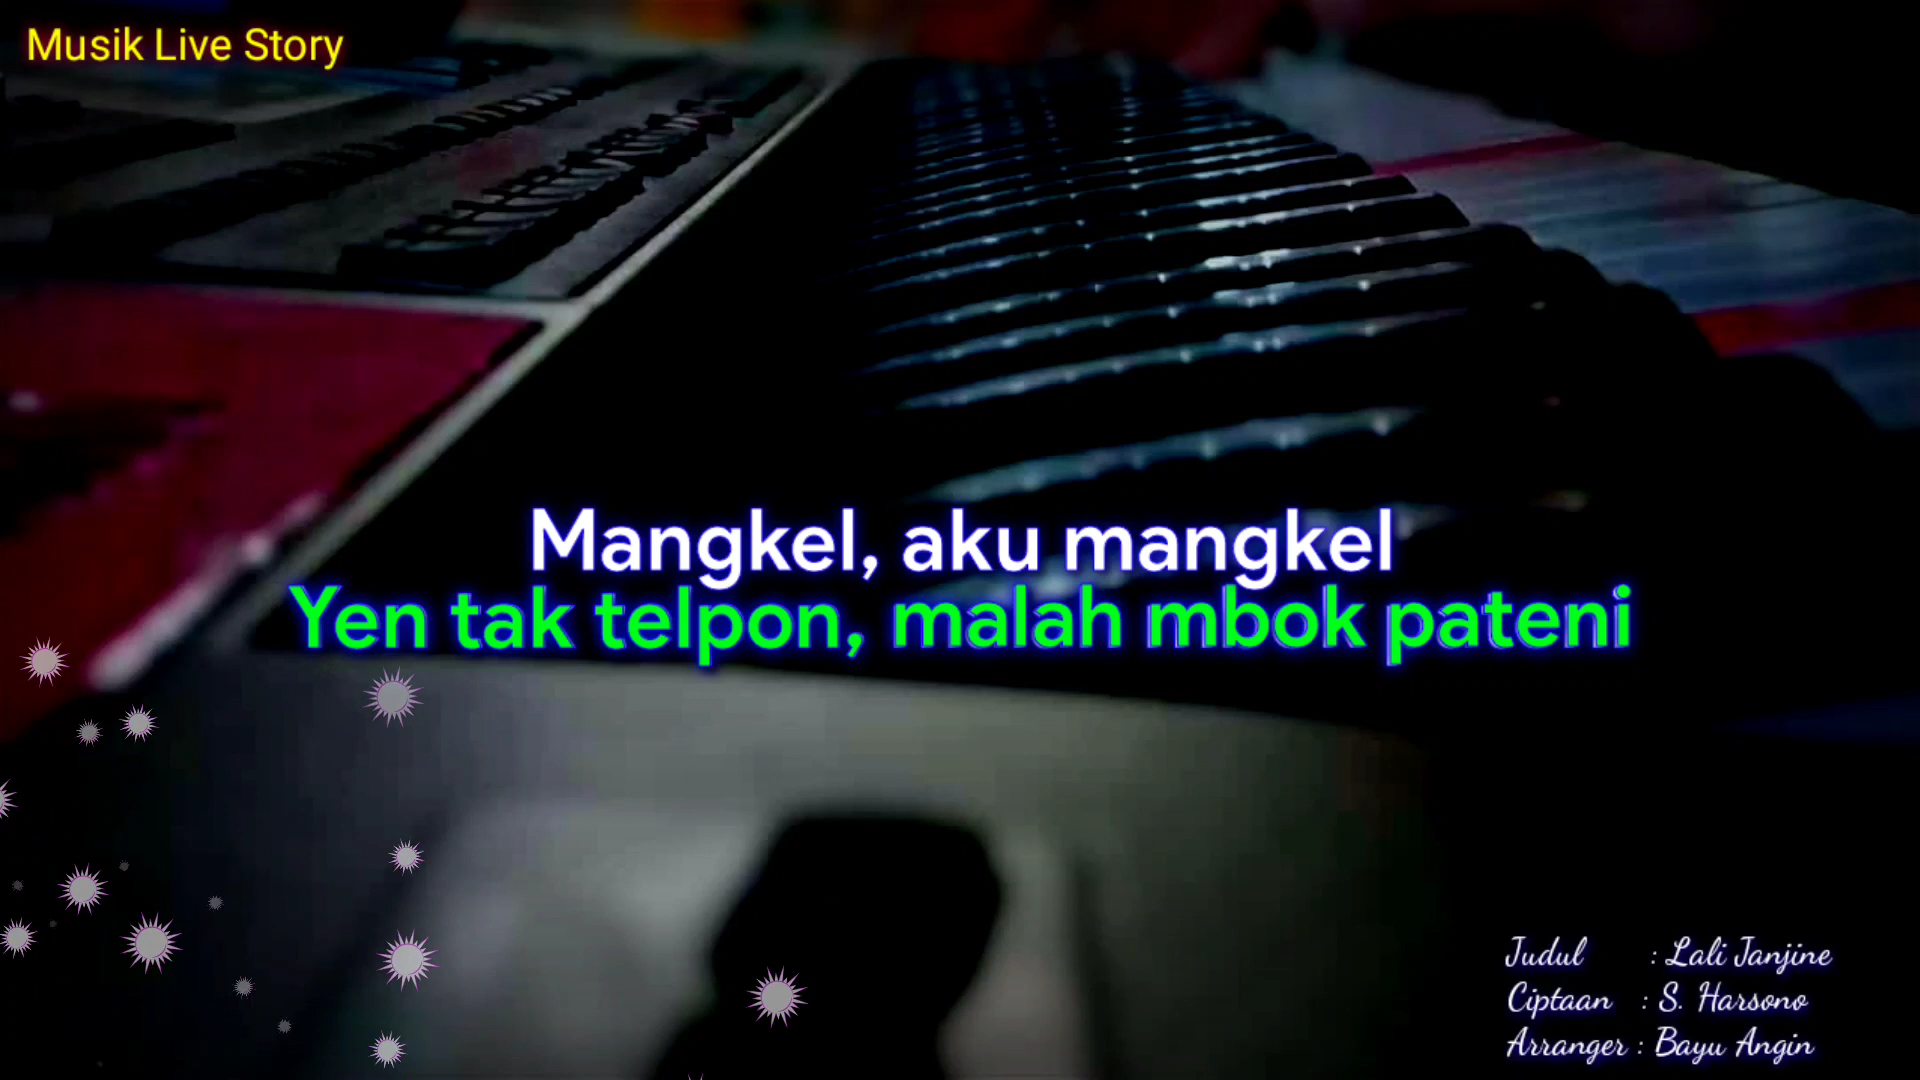 Musik Live Story
Mangkel, aku mangkel
Yen tak telpon, malah mbok pateni
Judul : Lali Janjine
Ciptaan : S. Harsono
Arranger : Bayu Angin